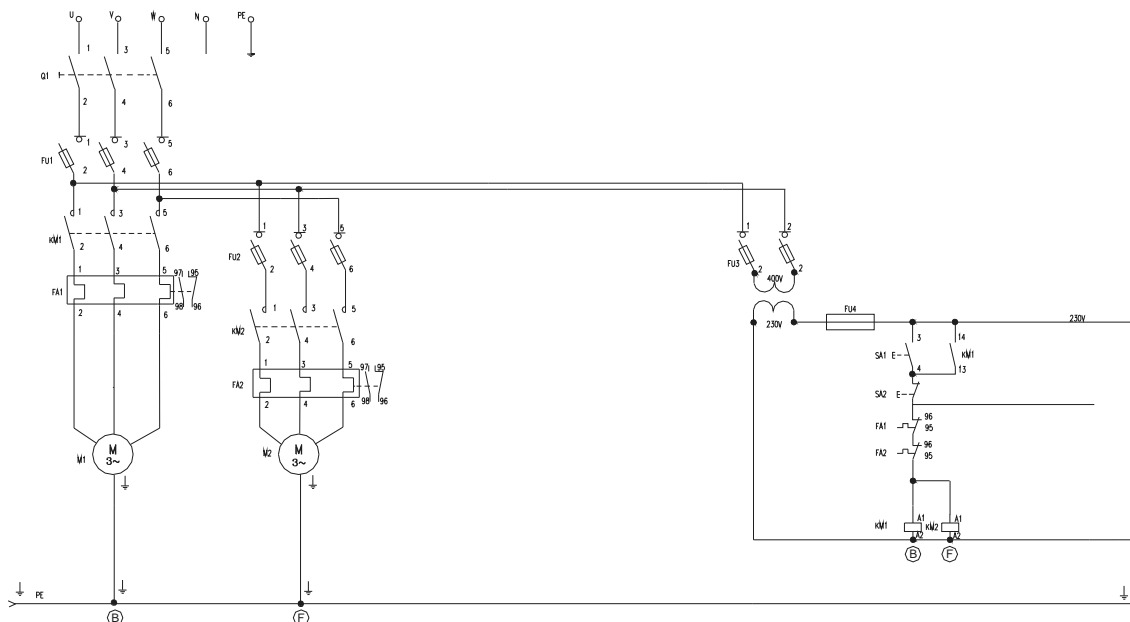 U V W N PE
1 3 5
Q1
2 4 6
1 3 5
FU1
2 4 6
1 3 5
KM1
2 4 6
1 3 5 97 95
FA1
2 4 6 98 96
1 3 5
FU2
2 4 6
1 3 5
KM2
2 4 6
1 3 5 97 95
FA2
2 4 6 98 96
M
3~
M1
M
3~
M2
1 2
FU3
2 2
400V
230V
FU4
230V
3 14
SA1 E KM1
4 13
SA2 E
96
FA1
95
96
FA2
95
KM1 A1 KM2 A1
A2 A2
B F
PE
B F